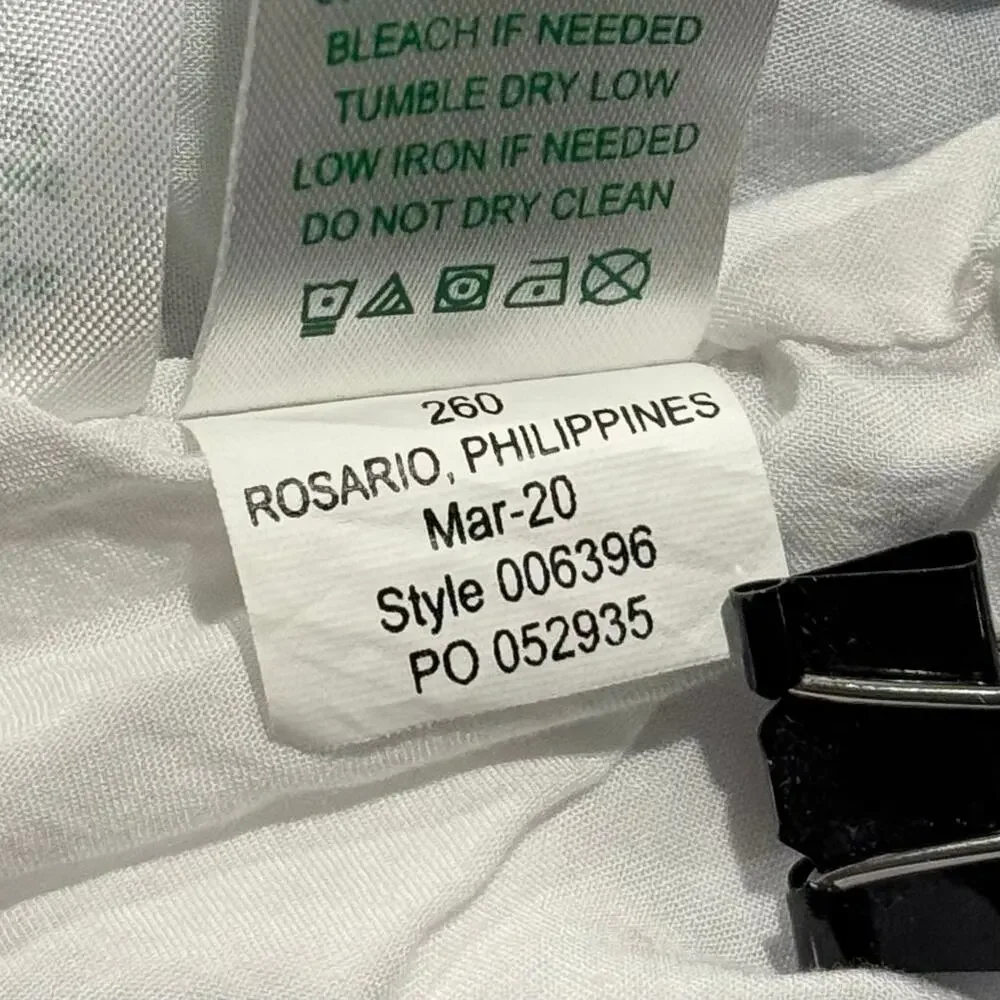 BLEACH IF NEEDED
TUMBLE DRY LOW
LOW IRON IF NEEDED
DO NOT DRY CLEAN
260
ROSARIO, PHILIPPINES
Mar-20
Style 006396
PO 052935